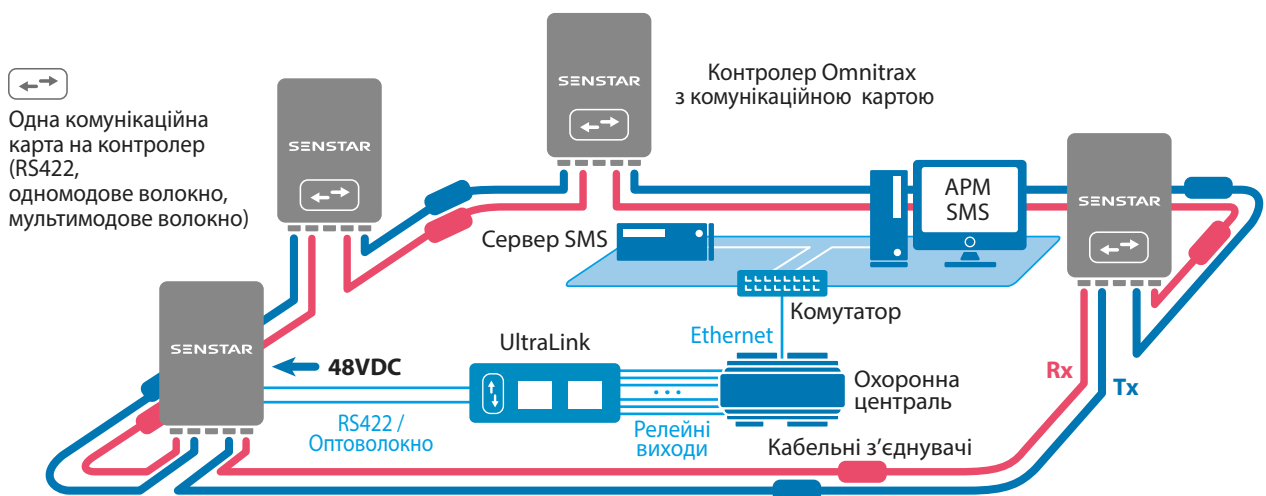 Одна комунікаційна
карта на контролер
(RS422,
одномодове волокно,
мультимодове волокно)
SENSTAR
SENSTAR
Контролер Omnitrax
з комунікаційною картою
Сервер SMS
АРМ
SMS
SENSTAR
Комутатор
Ethernet
UltraLink
SENSTAR
48VDC
RS422 /
Оптоволокно
Релейні
виходи
Охоронна
централь
Кабельні з’єднувачі
Rx
Tx